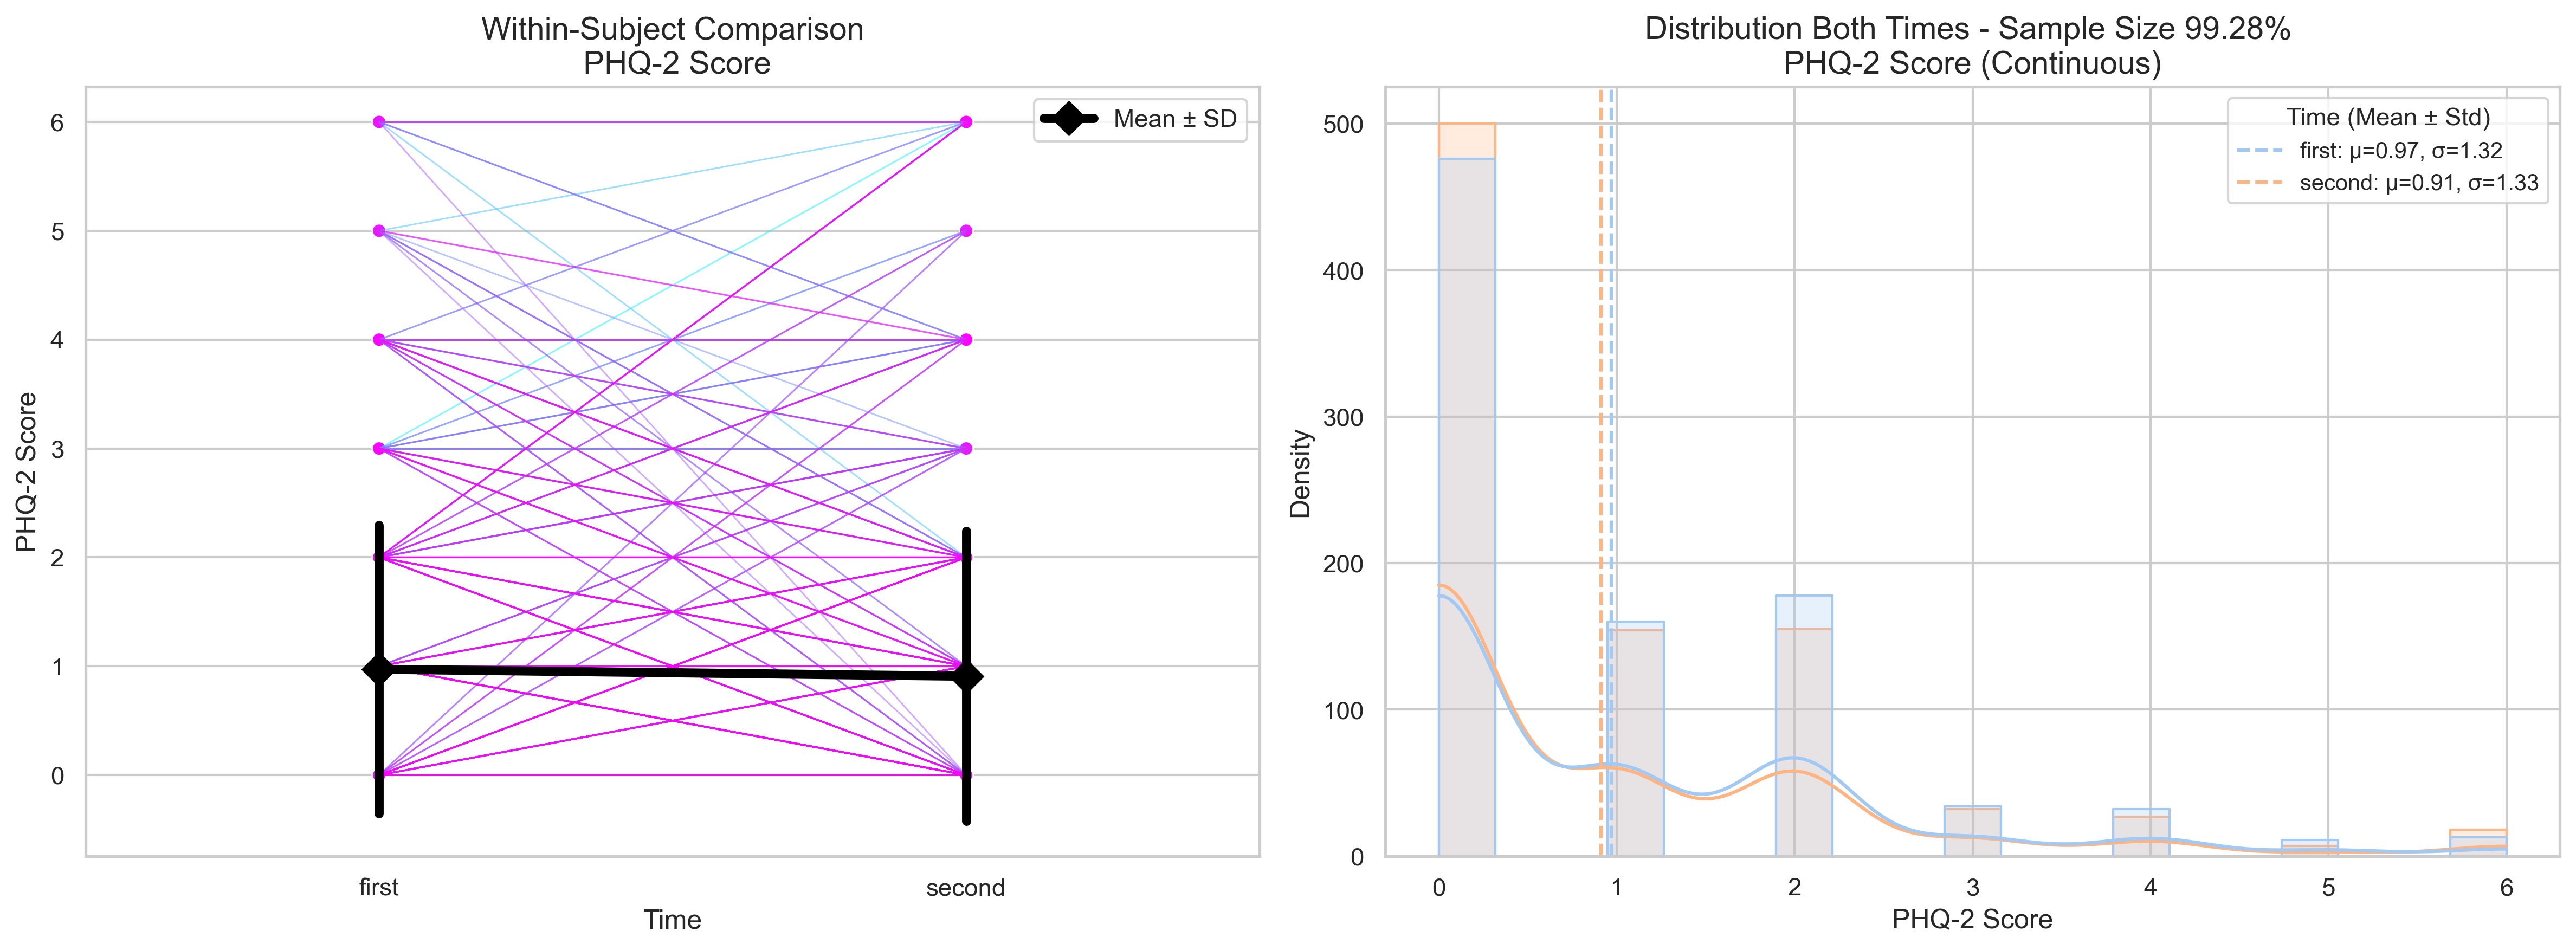 Within-Subject Comparison
PHQ-2 Score
Mean ± SD
6
5
4
3
2
1
0
PHQ-2 Score
first
second
Time
Distribution Both Times - Sample Size 99.28%
PHQ-2 Score (Continuous)
Time (Mean ± Std)
first: μ=0.97, σ=1.32
second: μ=0.91, σ=1.33
500
400
300
200
100
0
Density
0
1
2
3
4
5
6
PHQ-2 Score